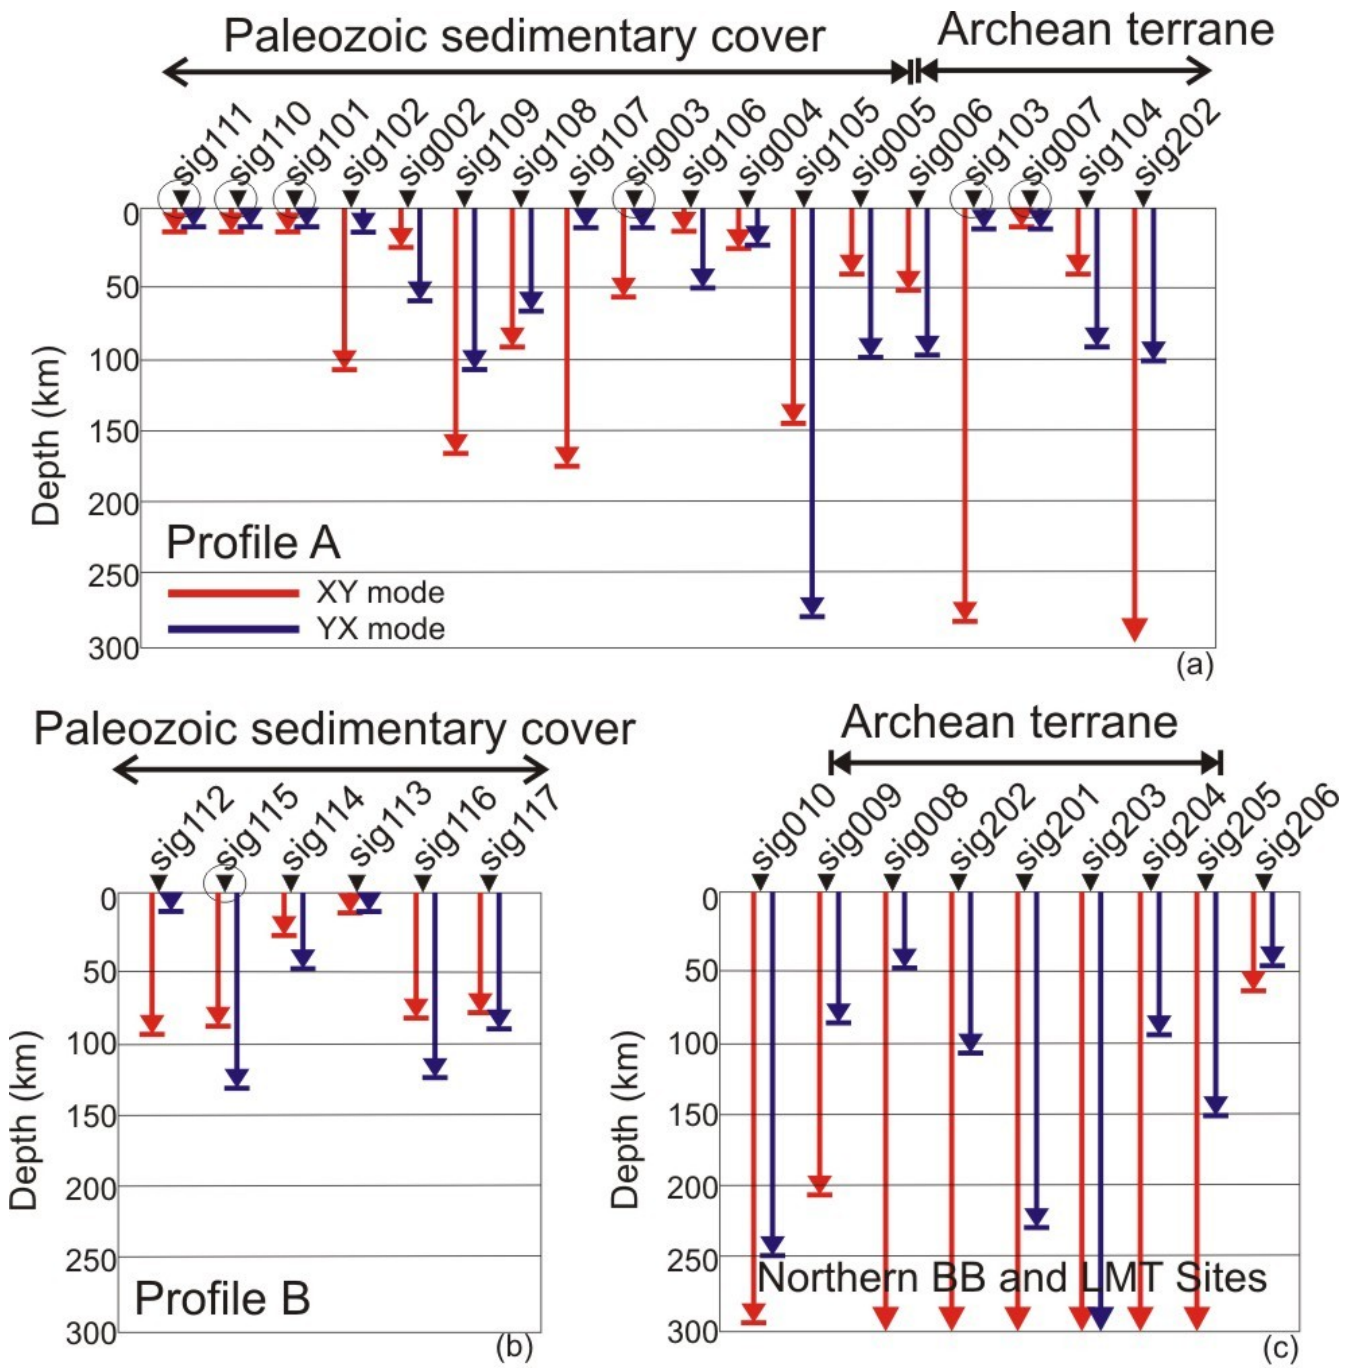 Paleozoic sedimentary cover
Archean terrane
sig111 sig110 sig101 sig102 sig002 sig109 sig108 sig107 sig003 sig106 sig004 sig105 sig005 sig006 sig103 sig007 sig104 sig202
0
50
100
150
200
250
300
Depth (km)
Profile A
XY mode
YX mode
(a)
Paleozoic sedimentary cover
sig112 sig115 sig114 sig113 sig116 sig117
0
50
100
150
200
250
300
Depth (km)
Profile B
(b)
Archean terrane
sig010 sig009 sig008 sig202 sig201 sig203 sig204 sig205 sig206
0
50
100
150
200
250
300
Depth (km)
Northern BB and LMT Sites
(c)